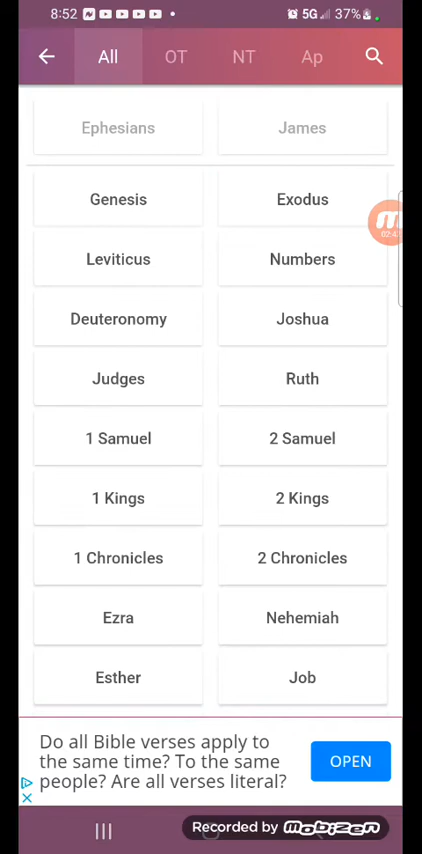 8:52 5G 37%
All OT NT Ap
Ephesians James
Genesis Exodus
Leviticus Numbers
02:4
Deuteronomy Joshua
Judges Ruth
1 Samuel 2 Samuel
1 Kings 2 Kings
1 Chronicles 2 Chronicles
Ezra Nehemiah
Esther Job
Do all Bible verses apply to
the same time? To the same
people? Are all verses literal?
OPEN
Recorded by mobizen